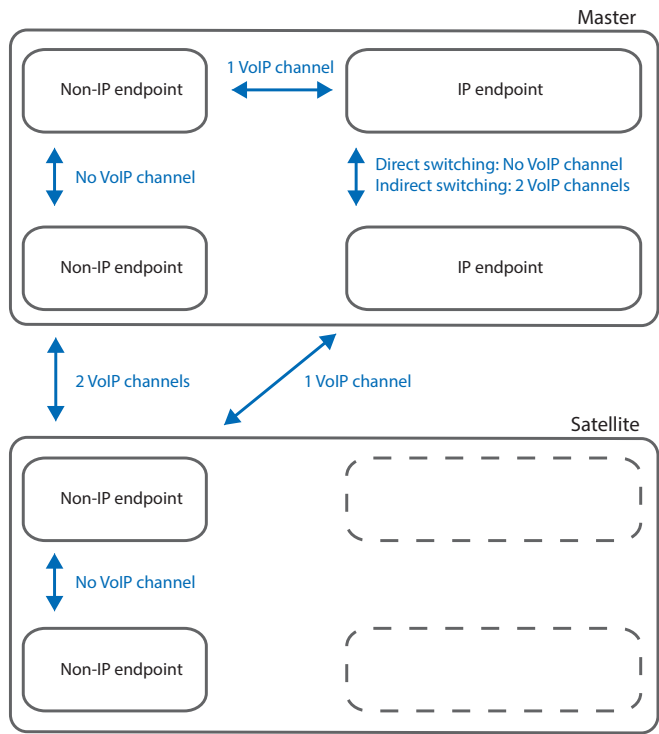 Master
Non-IP endpoint
1 VoIP channel
IP endpoint
No VoIP channel
Direct switching: No VoIP channel
Indirect switching: 2 VoIP channels
Non-IP endpoint
IP endpoint
2 VoIP channels
1 VoIP channel
Satellite
Non-IP endpoint
No VoIP channel
Non-IP endpoint